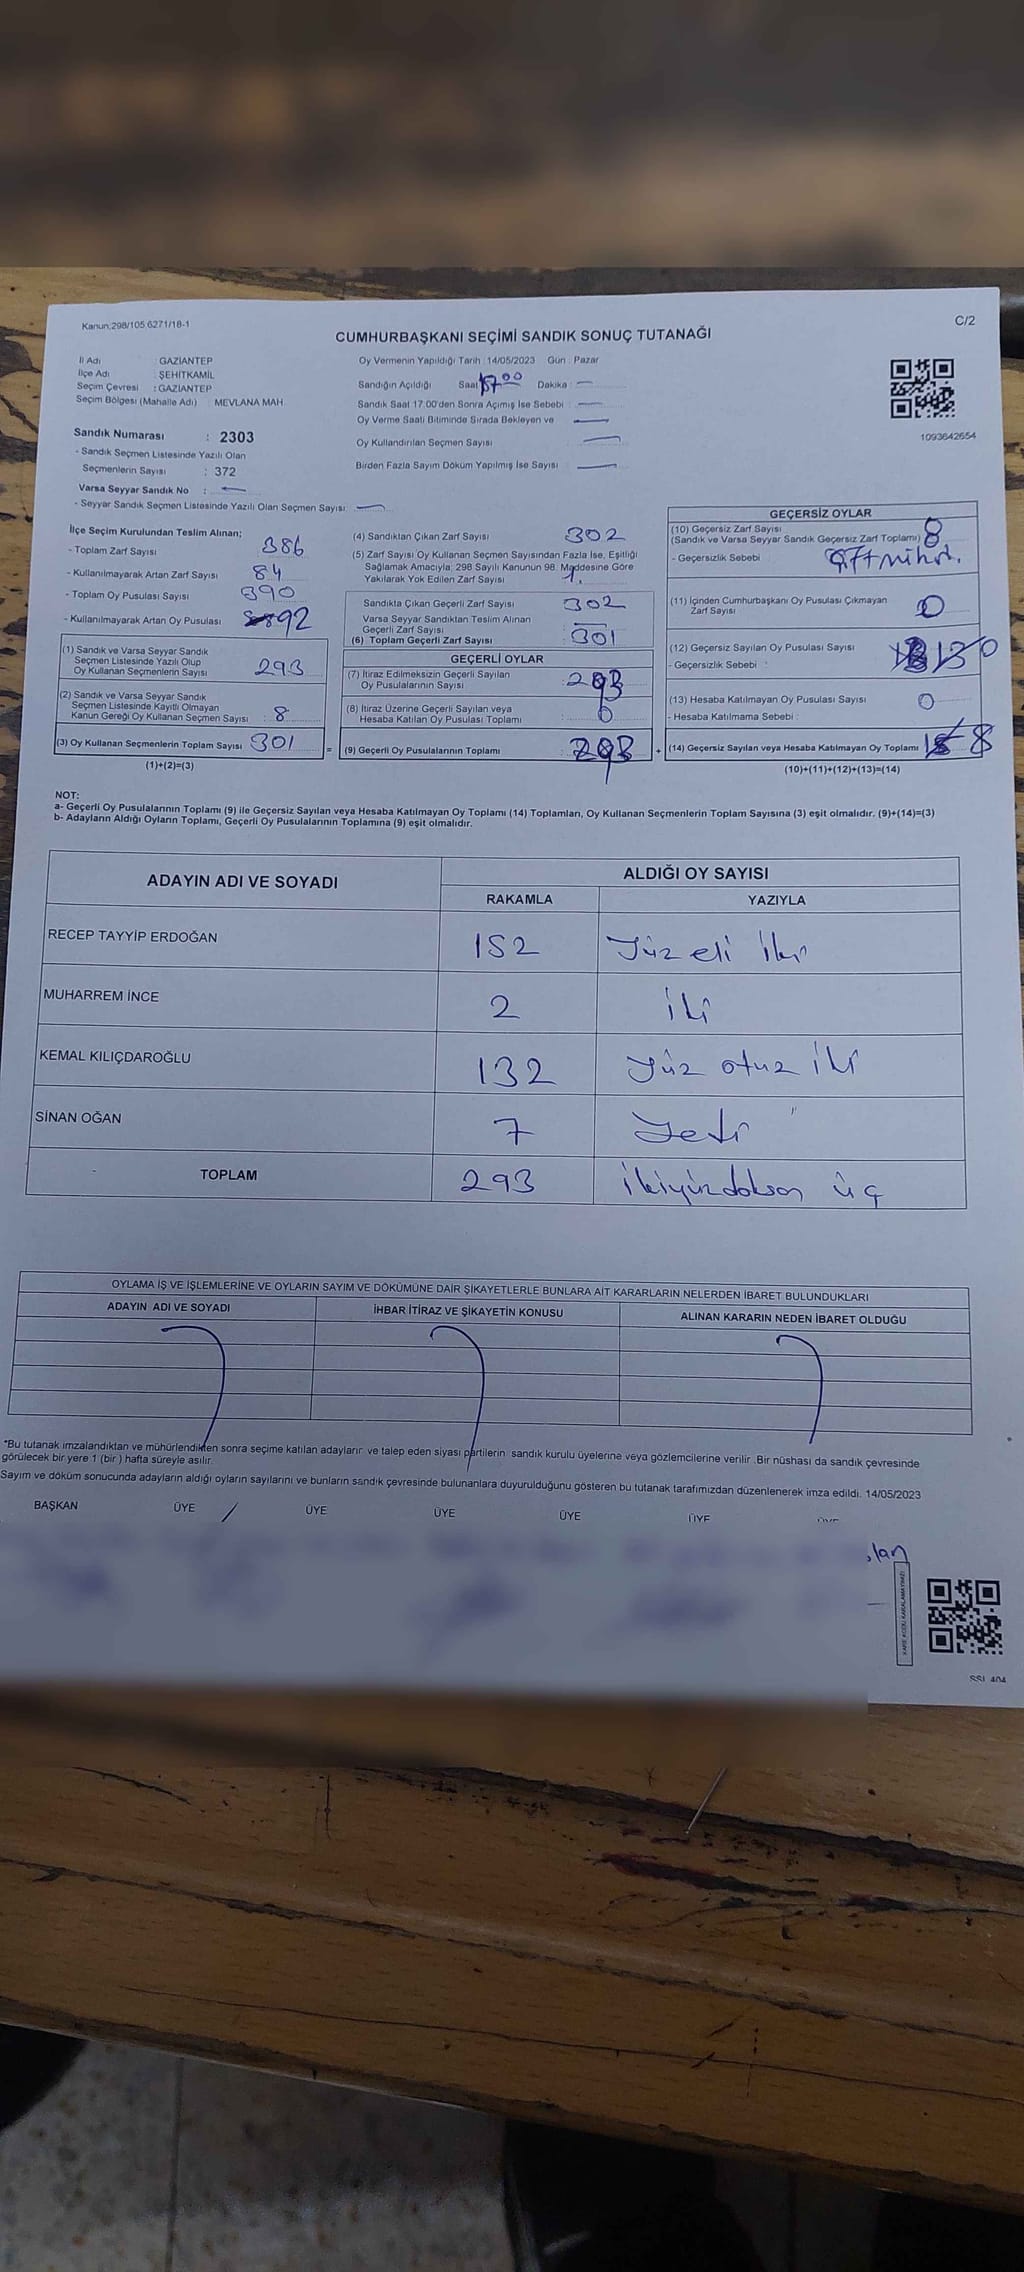 Kanun;298/105 6271/18-1
C/2
CUMHURBAŞKANI SEÇİMİ SANDIK SONUÇ TUTANAĞI
İl Adı : GAZİANTEP
İlçe Adı : ŞEHİTKAMİL
Seçim Çevresi : GAZİANTEP
Seçim Bölgesi (Mahalle Adı) : MEVLANA MAH.
Oy Vermenin Yapıldığı Tarih :14/05/2023 Gün : Pazar
Sandığın Açıldığı Saat 17.00 Dakika : —
Sandık Saat 17:00'den Sonra Açımış İse Sebebi : —
Oy Verme Saati Bitiminde Sırada Bekleyen ve —
Oy Kullandırılan Seçmen Sayısı —
Birden Fazla Sayım Döküm Yapılmış İse Sayısı —
1093642654
Sandık Numarası : 2303
- Sandık Seçmen Listesinde Yazılı Olan
Seçmenlerin Sayısı : 372
Varsa Seyyar Sandık No : —
- Seyyar Sandık Seçmen Listesinde Yazılı Olan Seçmen Sayısı : —
İlçe Seçim Kurulundan Teslim Alınan;
- Toplam Zarf Sayısı 386
- Kullanılmayarak Artan Zarf Sayısı 84
- Toplam Oy Pusulası Sayısı 390
- Kullanılmayarak Artan Oy Pusulası 92
(1) Sandık ve Varsa Seyyar Sandık
Seçmen Listesinde Yazılı Olup
Oy Kullanan Seçmenlerin Sayısı 293
(2) Sandık ve Varsa Seyyar Sandık
Seçmen Listesinde Kayıtlı Olmayan
Kanun Gereği Oy Kullanan Seçmen Sayısı : 8
(3) Oy Kullanan Seçmenlerin Toplam Sayısı 301 =
(1)+(2)=(3)
(4) Sandıktan Çıkan Zarf Sayısı 302
(5) Zarf Sayısı Oy Kullanan Seçmen Sayısından Fazla İse, Eşitliği
Sağlamak Amacıyla; 298 Sayılı Kanunun 98. Maddesine Göre
Yakılarak Yok Edilen Zarf Sayısı 1.
Sandıkta Çıkan Geçerli Zarf Sayısı 302
Varsa Seyyar Sandıktan Teslim Alınan
Geçerli Zarf Sayısı —
(6) Toplam Geçerli Zarf Sayısı 301
GEÇERLİ OYLAR
(7) İtiraz Edilmeksizin Geçerli Sayılan
Oy Pusulalarının Sayısı : 293
(8) İtiraz Üzerine Geçerli Sayılan veya
Hesaba Katılan Oy Pusulası Toplamı : 0
(9) Geçerli Oy Pusulalarının Toplamı : 293 +
GEÇERSİZ OYLAR
(10) Geçersiz Zarf Sayısı
(Sandık ve Varsa Seyyar Sandık Geçersiz Zarf Toplamı) 8
- Geçersizlik Sebebi :
(11) İçinden Cumhurbaşkanı Oy Pusulası Çıkmayan
Zarf Sayısı 0
(12) Geçersiz Sayılan Oy Pusulası Sayısı 0
- Geçersizlik Sebebi :
(13) Hesaba Katılmayan Oy Pusulası Sayısı 0
- Hesaba Katılmama Sebebi :
(14) Geçersiz Sayılan veya Hesaba Katılmayan Oy Toplamı 8
(10)+(11)+(12)+(13)=(14)
NOT:
a- Geçerli Oy Pusulalarının Toplamı (9) ile Geçersiz Sayılan veya Hesaba Katılmayan Oy Toplamı (14) Toplamları, Oy Kullanan Seçmenlerin Toplam Sayısına (3) eşit olmalıdır. (9)+(14)=(3)
b- Adayların Aldığı Oyların Toplamı, Geçerli Oy Pusulalarının Toplamına (9) eşit olmalıdır.
ADAYIN ADI VE SOYADI
ALDIĞI OY SAYISI
RAKAMLA YAZIYLA
RECEP TAYYİP ERDOĞAN 152 Yüz eli iki
MUHARREM İNCE 2 iki
KEMAL KILIÇDAROĞLU 132 Yüz otuz iki
SİNAN OĞAN 7 Yedi
TOPLAM 293 ikiyüzdoksan üç
OYLAMA İŞ VE İŞLEMLERİNE VE OYLARIN SAYIM VE DÖKÜMÜNE DAİR ŞİKAYETLERLE BUNLARA AİT KARARLARIN NELERDEN İBARET BULUNDUKLARI
ADAYIN ADI VE SOYADI İHBAR İTİRAZ VE ŞİKAYETİN KONUSU ALINAN KARARIN NEDEN İBARET OLDUĞU
*Bu tutanak imzalandıktan ve mühürlendikten sonra seçime katılan adayların ve talep eden siyasi partilerin sandık kurulu üyelerine veya gözlemcilerine verilir .Bir nüshası da sandık çevresinde
görülecek bir yere 1 (bir ) hafta süreyle asılır.
Sayım ve döküm sonucunda adayların aldığı oyların sayılarını ve bunların sandık çevresinde bulunanlara duyurulduğunu gösteren bu tutanak tarafımızdan düzenlenerek imza edildi. 14/05/2023
BAŞKAN ÜYE ÜYE ÜYE ÜYE ÜYE ÜYE
KARE KODU KARALAMAYINIZ!